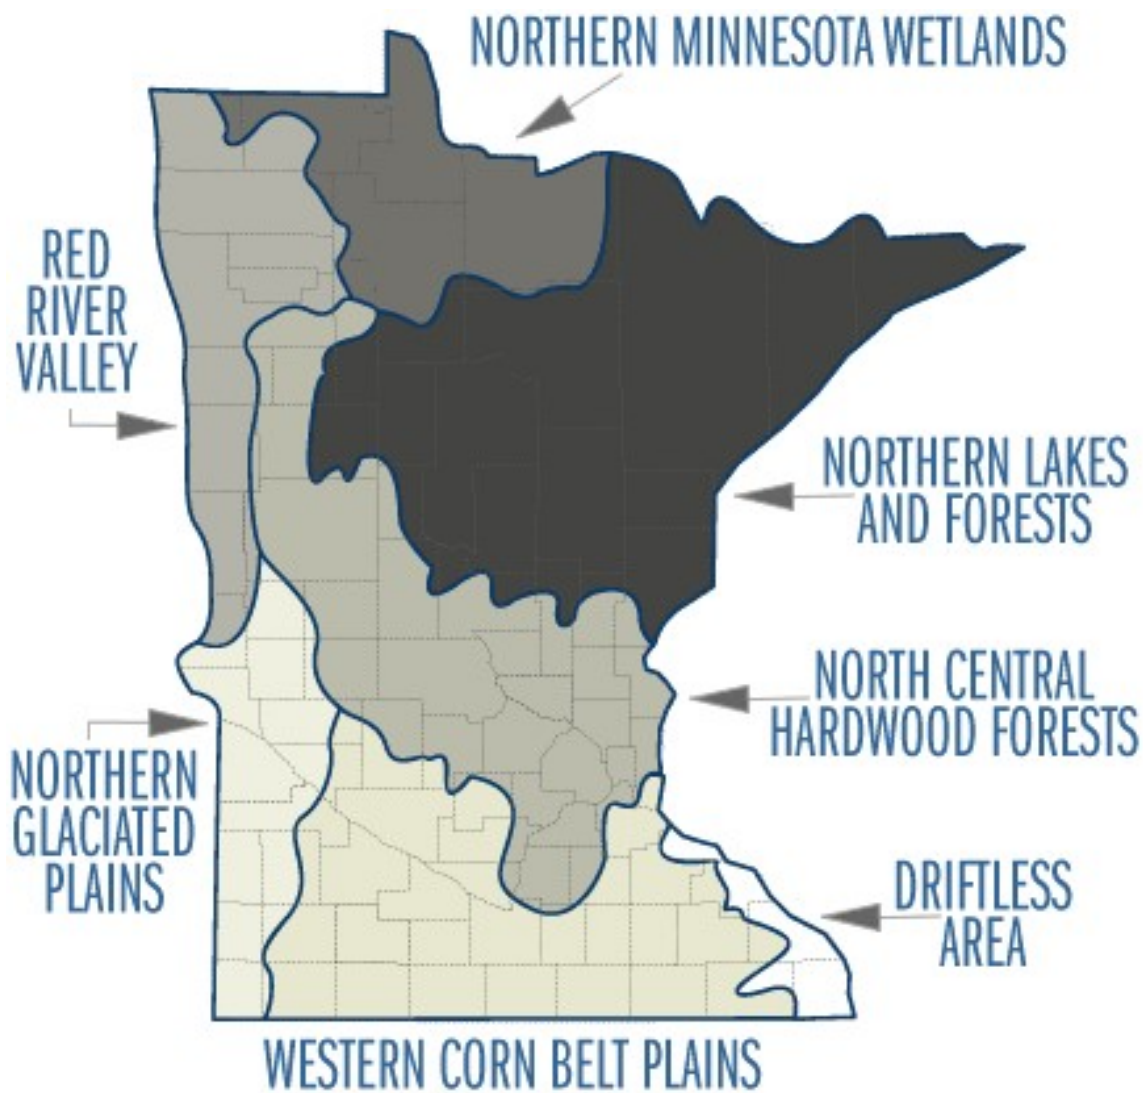 NORTHERN MINNESOTA WETLANDS
RED
RIVER
VALLEY
NORTHERN LAKES
AND FORESTS
NORTH CENTRAL
HARDWOOD FORESTS
NORTHERN
GLACIATED
PLAINS
DRIFTLESS
AREA
WESTERN CORN BELT PLAINS